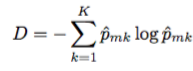 D = -\sum_{k=1}^{K} \hat{p}_{mk} \log \hat{p}_{mk}